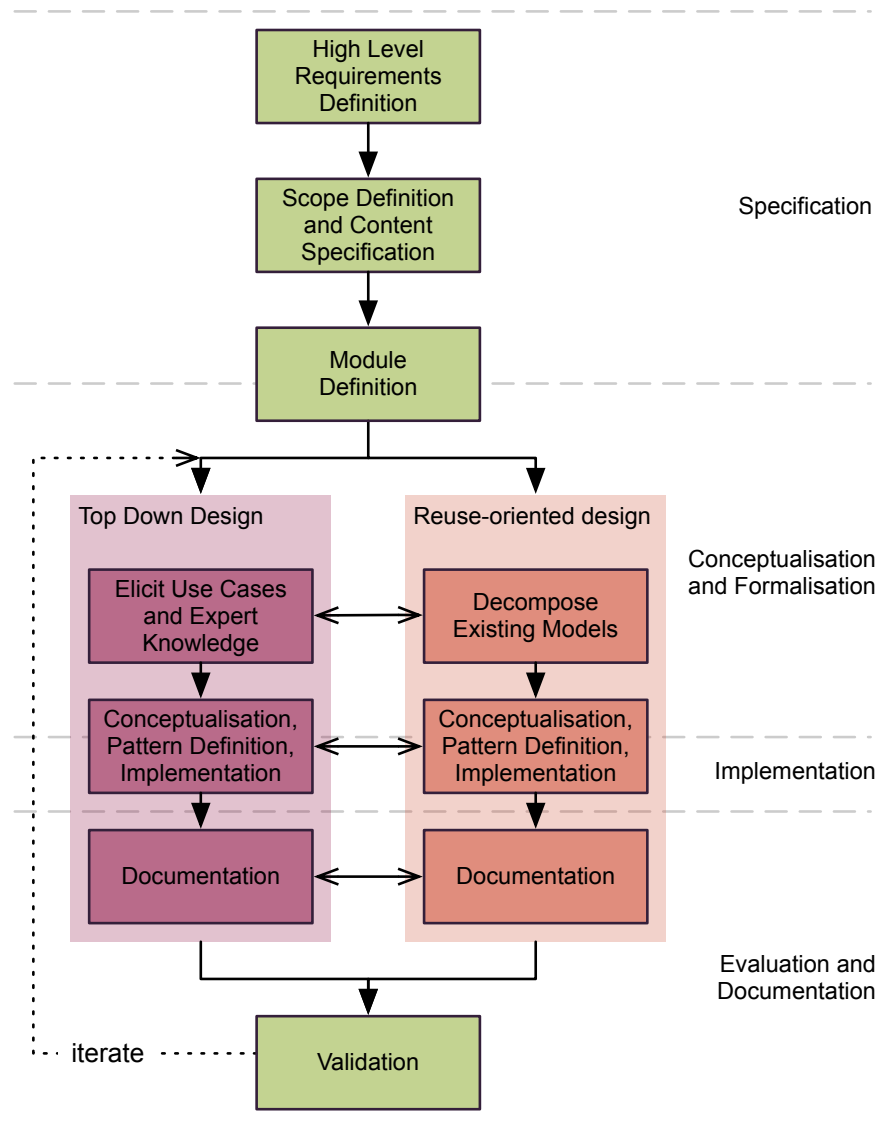 High Level
Requirements
Definition
Scope Definition
and Content
Specification
Specification
Module
Definition
Top Down Design
Reuse-oriented design
Conceptualisation
and Formalisation
Elicit Use Cases
and Expert
Knowledge
Decompose
Existing Models
Conceptualisation,
Pattern Definition,
Implementation
Conceptualisation,
Pattern Definition,
Implementation
Implementation
Documentation
Documentation
Evaluation and
Documentation
iterate
Validation